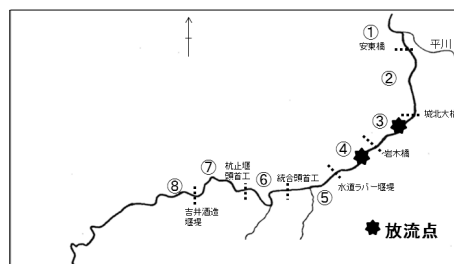 ①
安東橋
平川
②
③
城北大橋
④
岩木橋
⑤
水道ラバー堰堤
統合頭首工
⑥
杭止堰
頭首工
⑦
⑧
吉井酒造
堰堤
放流点